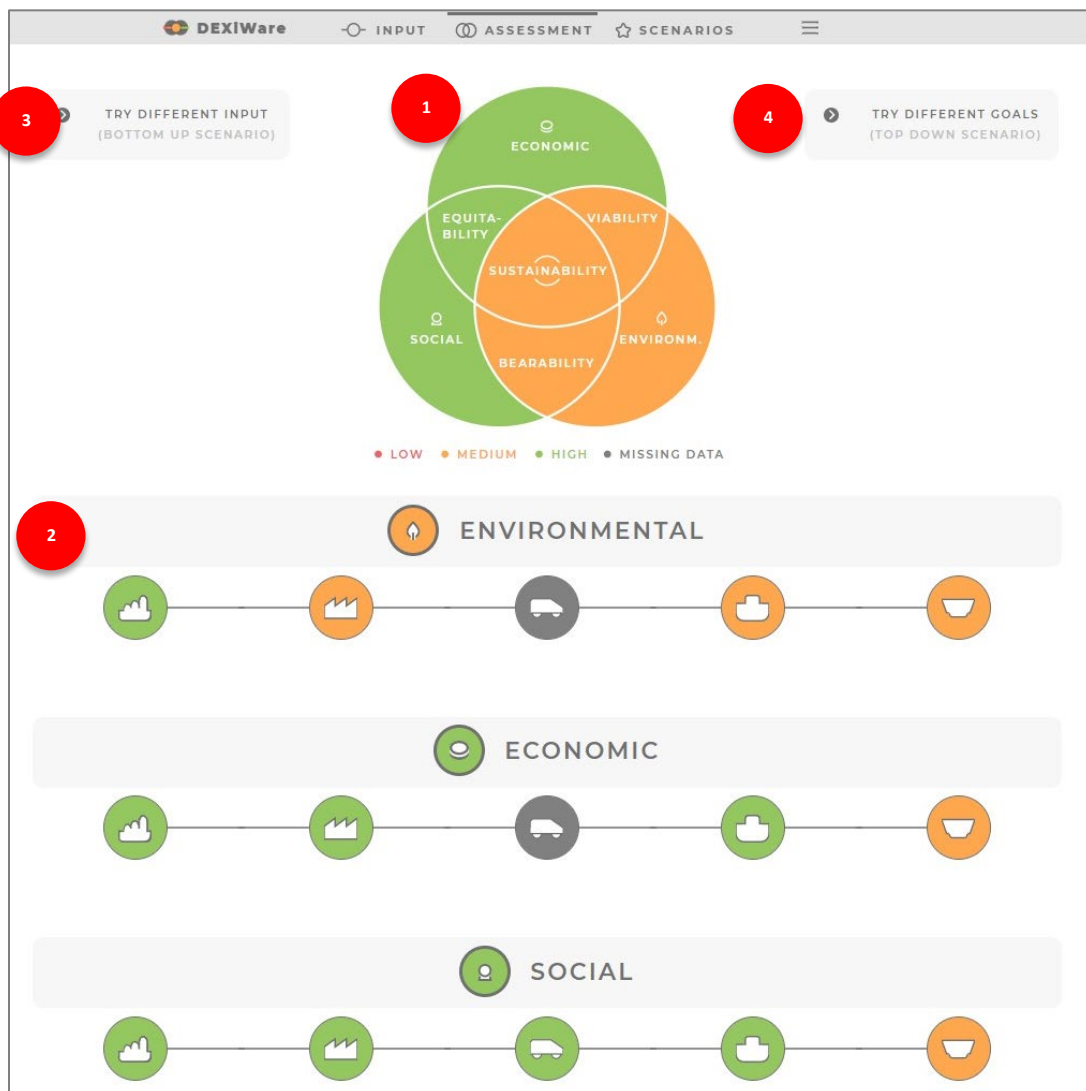 DEXiWare INPUT ASSESSMENT SCENARIOS
3
TRY DIFFERENT INPUT
(BOTTOM UP SCENARIO)
1
4
TRY DIFFERENT GOALS
(TOP DOWN SCENARIO)
ECONOMIC
EQUITA-
BILITY
VIABILITY
SUSTAINABILITY
SOCIAL
ENVIRONM.
BEARABILITY
LOW MEDIUM HIGH MISSING DATA
2
ENVIRONMENTAL
ECONOMIC
SOCIAL